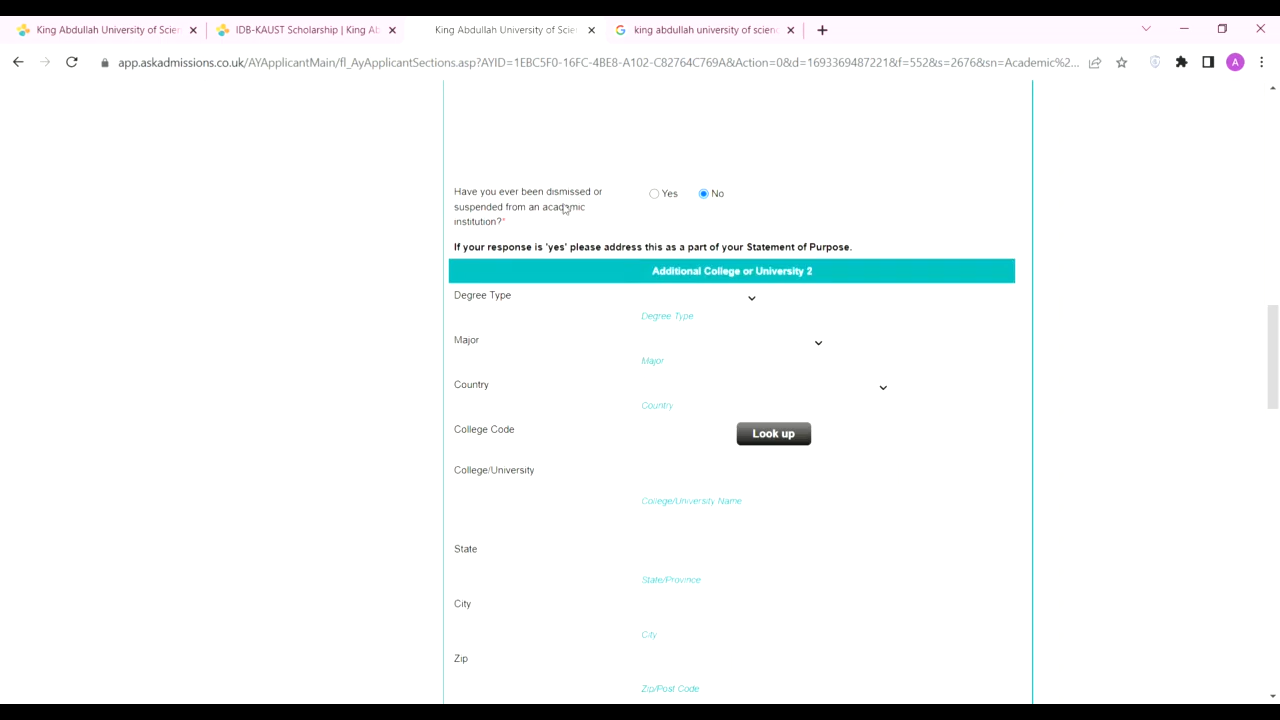 King Abdullah University of Scien
IDB-KAUST Scholarship | King Ab
King Abdullah University of Scien
king abdullah university of scienc
app.askadmissions.co.uk/AYApplicantMain/fl_AyApplicantSection.asp?AYID=1EBC5F0-16FC-4BE8-A102-C82764C769A&Action=0&d=16933694872218&f=552&s=2676&sn=Academic%2...
A
Have you ever been dismissed or
suspended from an academic
institution?*
Yes
No
If your response is 'yes' please address this as a part of your Statement of Purpose.
Additional College or University 2
Degree Type
Degree Type
Major
Major
Country
Country
College Code
Look up
College/University
College/University Name
State
State/Province
City
City
Zip
Zip/Post Code